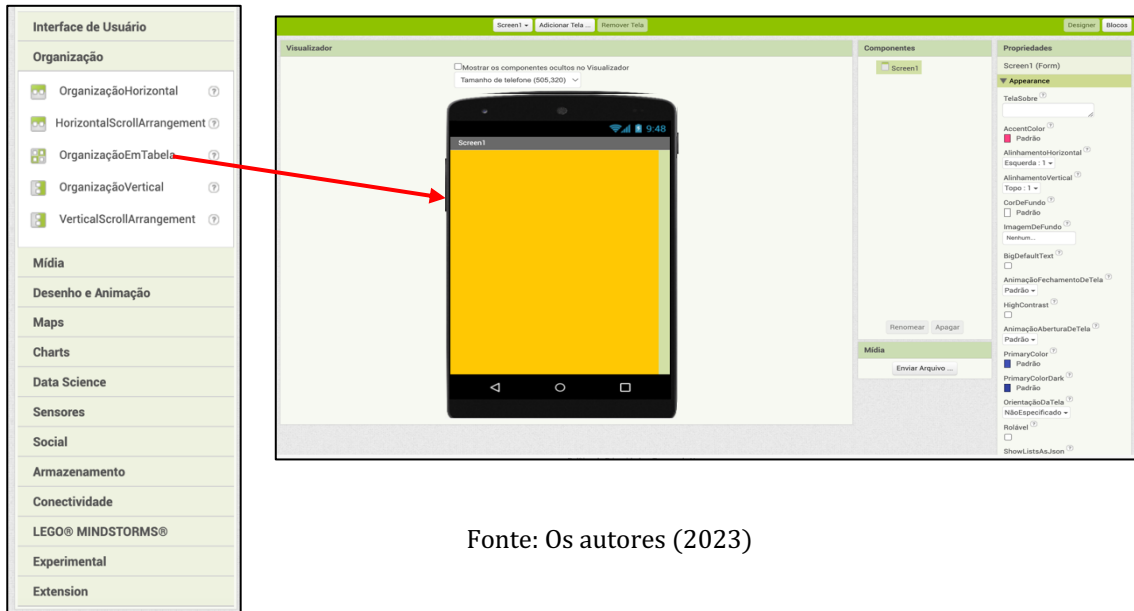 Interface de Usuário
Organização
OrganizaçãoHorizontal ?
HorizontalScrollArrangement ?
OrganizaçãoEmTabela ?
OrganizaçãoVertical ?
VerticalScrollArrangement ?
Mídia
Desenho e Animação
Maps
Charts
Data Science
Sensores
Social
Armazenamento
Conectividade
LEGO® MINDSTORMS®
Experimental
Extension
Screen1 Adicionar Tela ... Remover Tela Designer Blocos
Visualizador
Mostrar os componentes ocultos no Visualizador
Tamanho de telefone (505,320)
9:48
Screen1
Componentes
Screen1
Renomear Apagar
Mídia
Enviar Arquivo ...
Propriedades
Screen1 (Form)
Appearance
TelaSobre ?
AccentColor ?
Padrão
AlinhamentoHorizontal ?
Esquerda : 1
AlinhamentoVertical ?
Topo : 1
CorDeFundo ?
Padrão
ImagemDeFundo ?
Nenhum...
BigDefaultText ?
AnimaçãoFechamentoDeTela ?
Padrão
HighContrast ?
AnimaçãoAberturaDeTela ?
Padrão
PrimaryColor ?
Padrão
PrimaryColorDark ?
Padrão
OrientaçãoDaTela ?
NãoEspecificado
Rolável ?
ShowListsAsJson ?
Fonte: Os autores (2023)